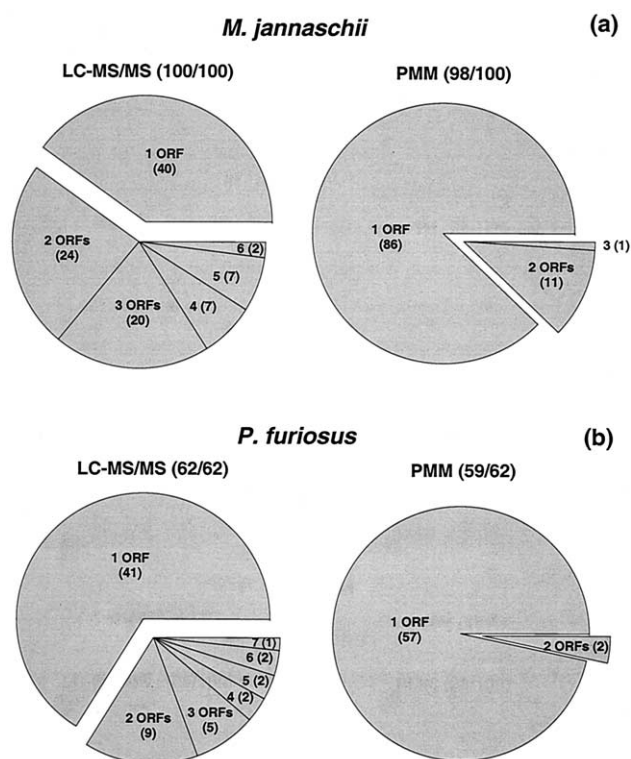 M. jannaschii
(a)
LC-MS/MS (100/100)
PMM (98/100)
1 ORF
(40)
2 ORFs
(24)
3 ORFs
(20)
4 (7)
5 (7)
6 (2)
1 ORF
(86)
3 (1)
2 ORFs
(11)
P. furiosus
(b)
LC-MS/MS (62/62)
PMM (59/62)
1 ORF
(41)
7 (1)
6 (2)
5 (2)
4 (2)
3 ORFs
(5)
2 ORFs
(9)
1 ORF
(57)
2 ORFs (2)